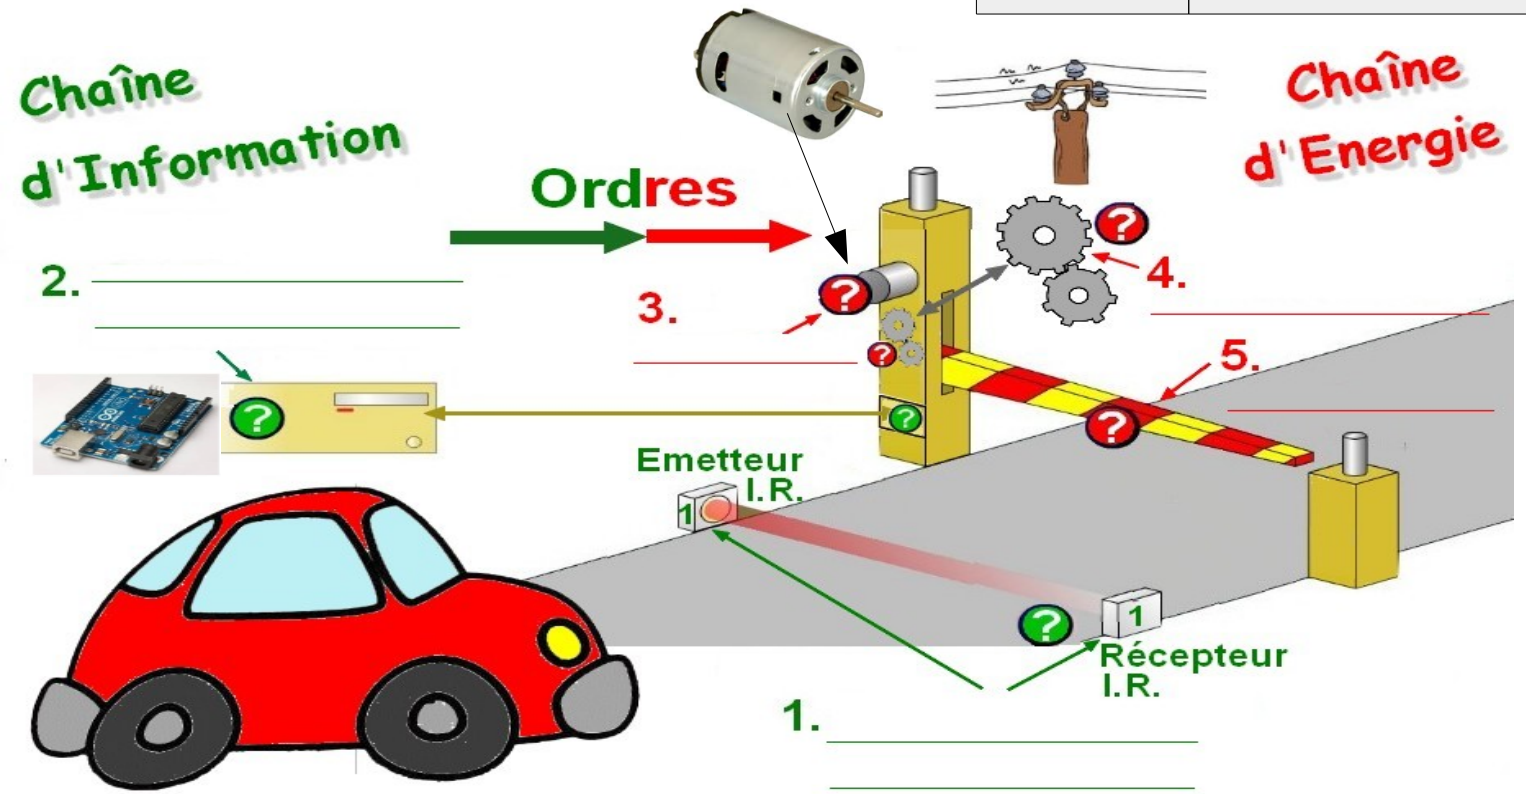 Chaîne
d'Information
Chaîne
d'Energie
Ordres
2.
3.
4.
5.
?
?
?
?
?
?
?
Emetteur
I.R.
1
1
Récepteur
I.R.
1.